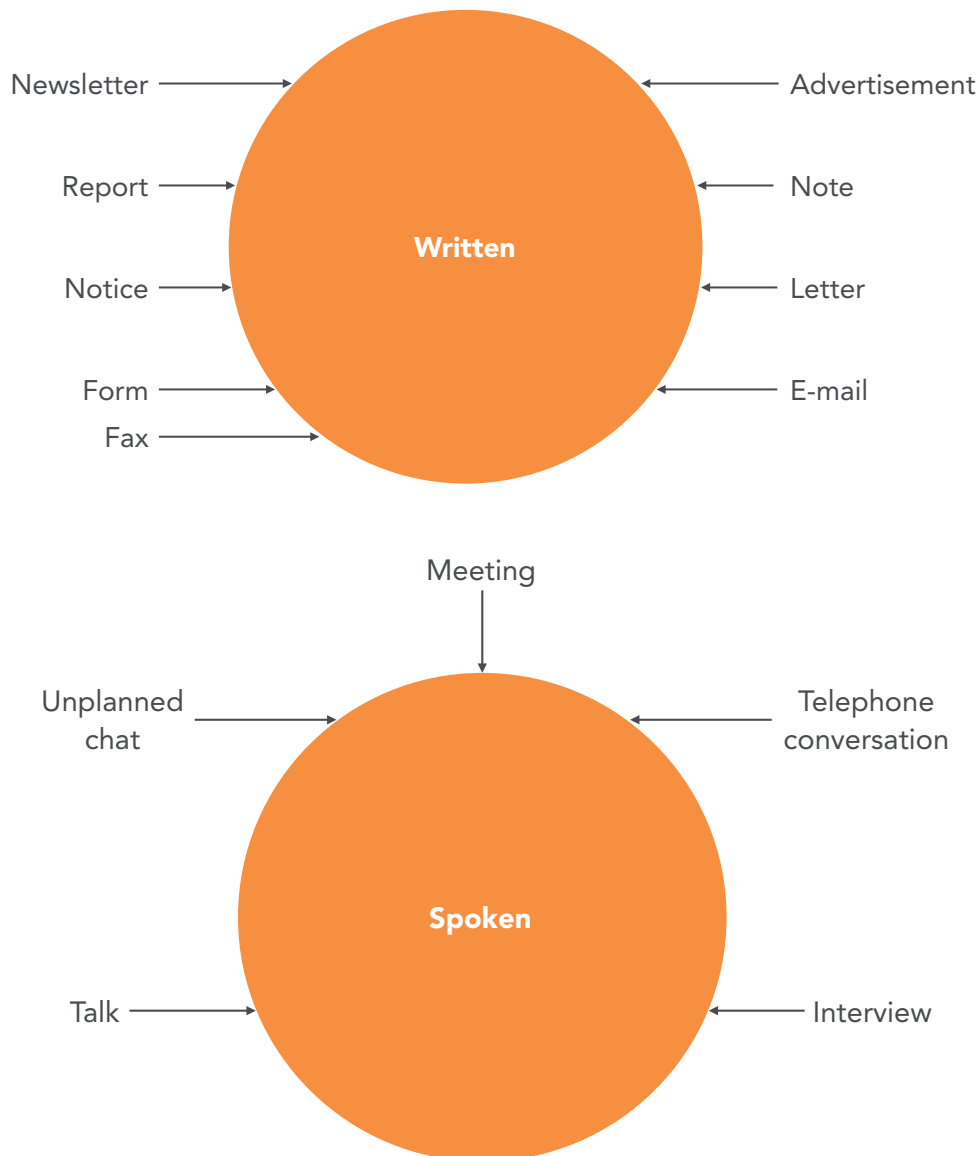 Newsletter
Advertisement
Report
Note
Written
Notice
Letter
Form
E-mail
Fax
Meeting
Unplanned
chat
Telephone
conversation
Spoken
Talk
Interview